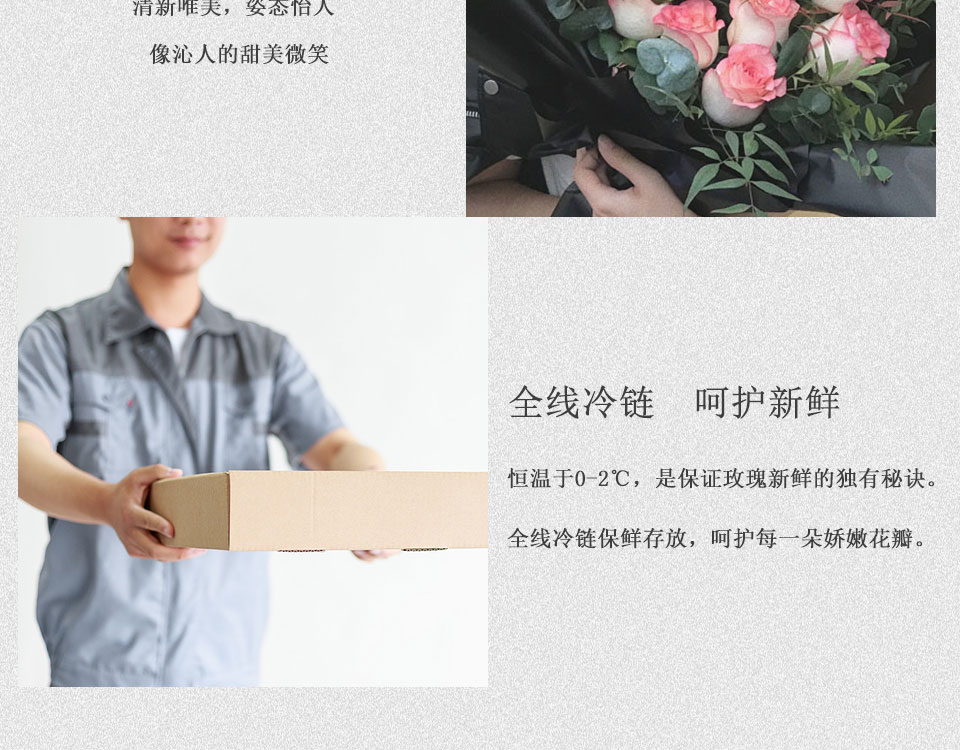 清新唯美，姿态怡人
像沁人的甜美微笑
全线冷链　呵护新鲜
恒温于0-2℃，是保证玫瑰新鲜的独有秘诀。
全线冷链保鲜存放，呵护每一朵娇嫩花瓣。